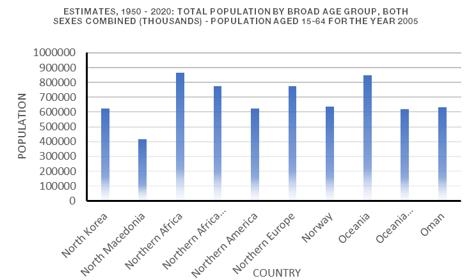 ESTIMATES, 1950 - 2020: TOTAL POPULATION BY BROAD AGE GROUP, BOTH
SEXES COMBINED (THOUSANDS) - POPULATION AGED 15-64 FOR THE YEAR 2005
1000000
900000
800000
700000
600000
500000
400000
300000
200000
100000
0
POPULATION
North Korea
North Macedonia
Northern Africa
Northern Africa...
Northern America
Northern Europe
Norway
Oceania
Oceania...
Oman
COUNTRY